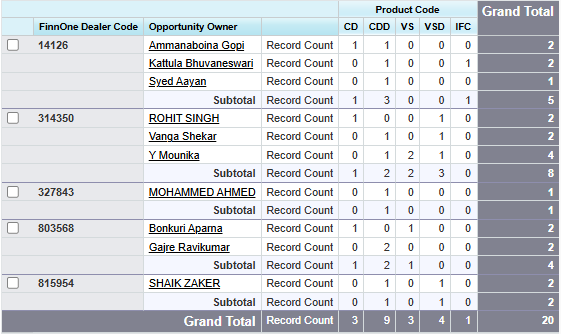 Product Code Grand Total
FinnOne Dealer Code Opportunity Owner CD CDD VS VSD IFC
14126 Ammanaboina Gopi Record Count 1 1 0 0 0 2
Kattula Bhuvaneswari Record Count 0 1 0 0 1 2
Syed Aayan Record Count 0 1 0 0 0 1
Subtotal Record Count 1 3 0 0 1 5
314350 ROHIT SINGH Record Count 1 0 0 1 0 2
Vanga Shekar Record Count 0 2 0 0 0 2
Y Mounika Record Count 0 0 1 2 1 0 4
Subtotal Record Count 1 2 2 3 0 8
327843 MOHAMMED AHMED Record Count 0 1 0 0 0 1
Subtotal Record Count 0 1 0 0 0 1
803568 Bonkuri Aparna Record Count 1 0 1 0 0 2
Gajre Ravikumar Record Count 0 2 0 0 0 2
Subtotal Record Count 1 2 1 0 0 4
815954 SHAIK ZAKER Record Count 0 1 0 1 0 2
Subtotal Record Count 0 1 0 1 0 2
Grand Total Record Count 3 9 3 4 1 20